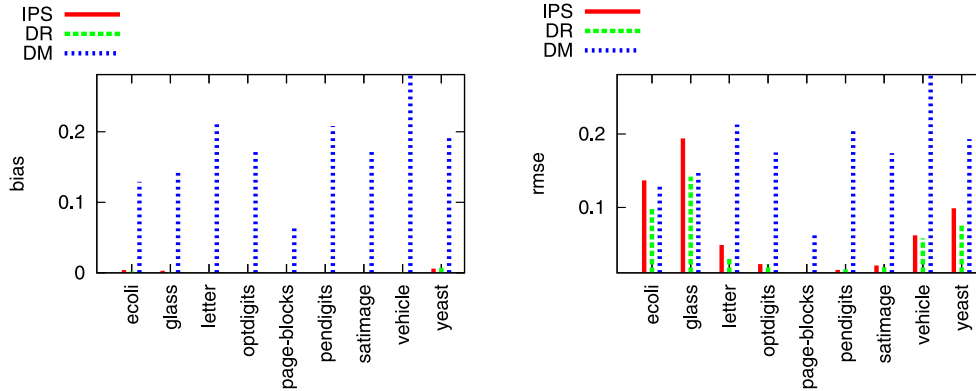 IPS
DR
DM
bias
0.2
0.1
0
ecoli
glass
letter
optdigits
page-blocks
pendigits
satimage
vehicle
yeast
IPS
DR
DM
rmse
0.2
0.1
ecoli
glass
letter
optdigits
page-blocks
pendigits
satimage
vehicle
yeast